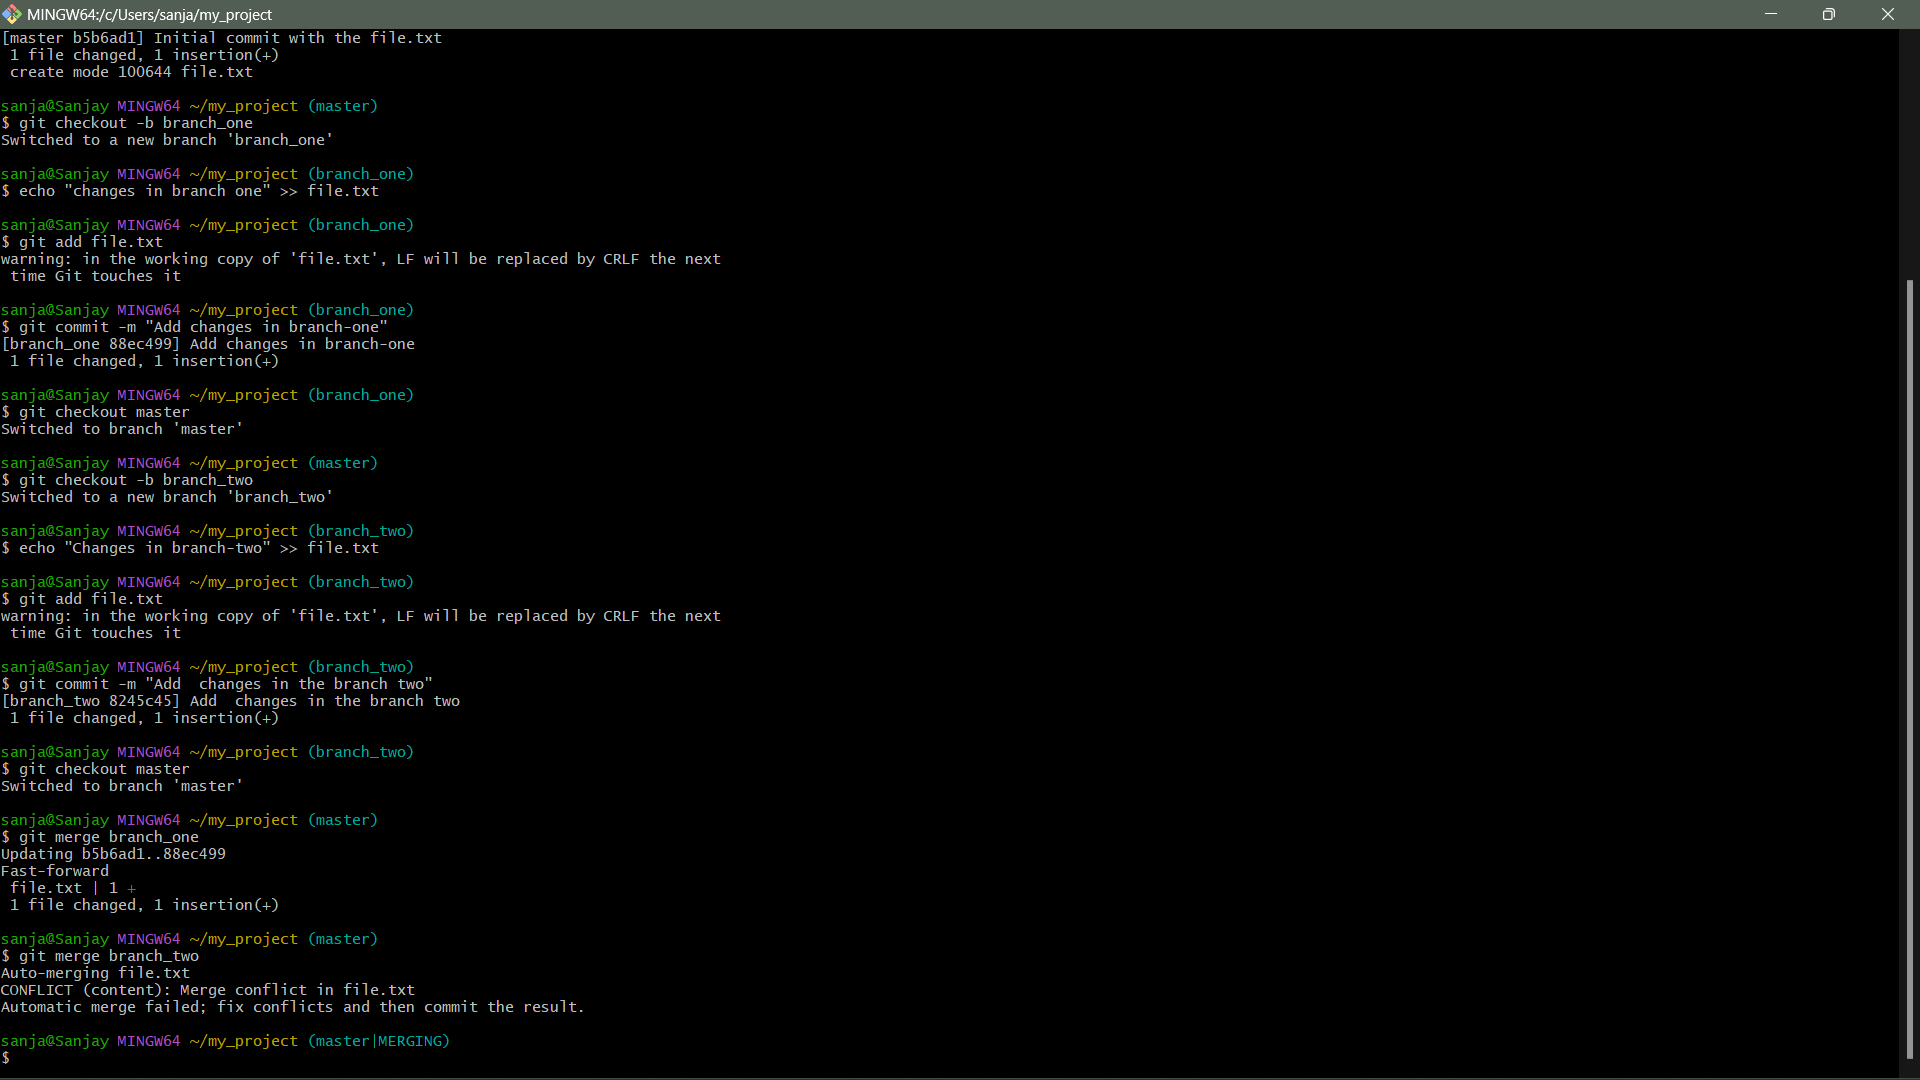 MINGW64:/c/Users/sanja/my_project
[master b5b6ad1] Initial commit with the file.txt
 1 file changed, 1 insertion(+)
 create mode 100644 file.txt

sanja@Sanjay MINGW64 ~/my_project (master)
$ git checkout -b branch_one
Switched to a new branch 'branch_one'

sanja@Sanjay MINGW64 ~/my_project (branch_one)
$ echo "changes in branch one" >> file.txt

sanja@Sanjay MINGW64 ~/my_project (branch_one)
$ git add file.txt
warning: in the working copy of 'file.txt', LF will be replaced by CRLF the next
 time Git touches it

sanja@Sanjay MINGW64 ~/my_project (branch_one)
$ git commit -m "Add changes in branch-one"
[branch_one 88ec499] Add changes in branch-one
 1 file changed, 1 insertion(+)

sanja@Sanjay MINGW64 ~/my_project (branch_one)
$ git checkout master
Switched to branch 'master'

sanja@Sanjay MINGW64 ~/my_project (master)
$ git checkout -b branch_two
Switched to a new branch 'branch_two'

sanja@Sanjay MINGW64 ~/my_project (branch_two)
$ echo "Changes in branch-two" >> file.txt

sanja@Sanjay MINGW64 ~/my_project (branch_two)
$ git add file.txt
warning: in the working copy of 'file.txt', LF will be replaced by CRLF the next
 time Git touches it

sanja@Sanjay MINGW64 ~/my_project (branch_two)
$ git commit -m "Add  changes in the branch two"
[branch_two 8245c45] Add  changes in the branch two
 1 file changed, 1 insertion(+)

sanja@Sanjay MINGW64 ~/my_project (branch_two)
$ git checkout master
Switched to branch 'master'

sanja@Sanjay MINGW64 ~/my_project (master)
$ git merge branch_one
Updating b5b6ad1..88ec499
Fast-forward
 file.txt | 1 +
 1 file changed, 1 insertion(+)

sanja@Sanjay MINGW64 ~/my_project (master)
$ git merge branch_two
Auto-merging file.txt
CONFLICT (content): Merge conflict in file.txt
Automatic merge failed; fix conflicts and then commit the result.

sanja@Sanjay MINGW64 ~/my_project (master|MERGING)
$